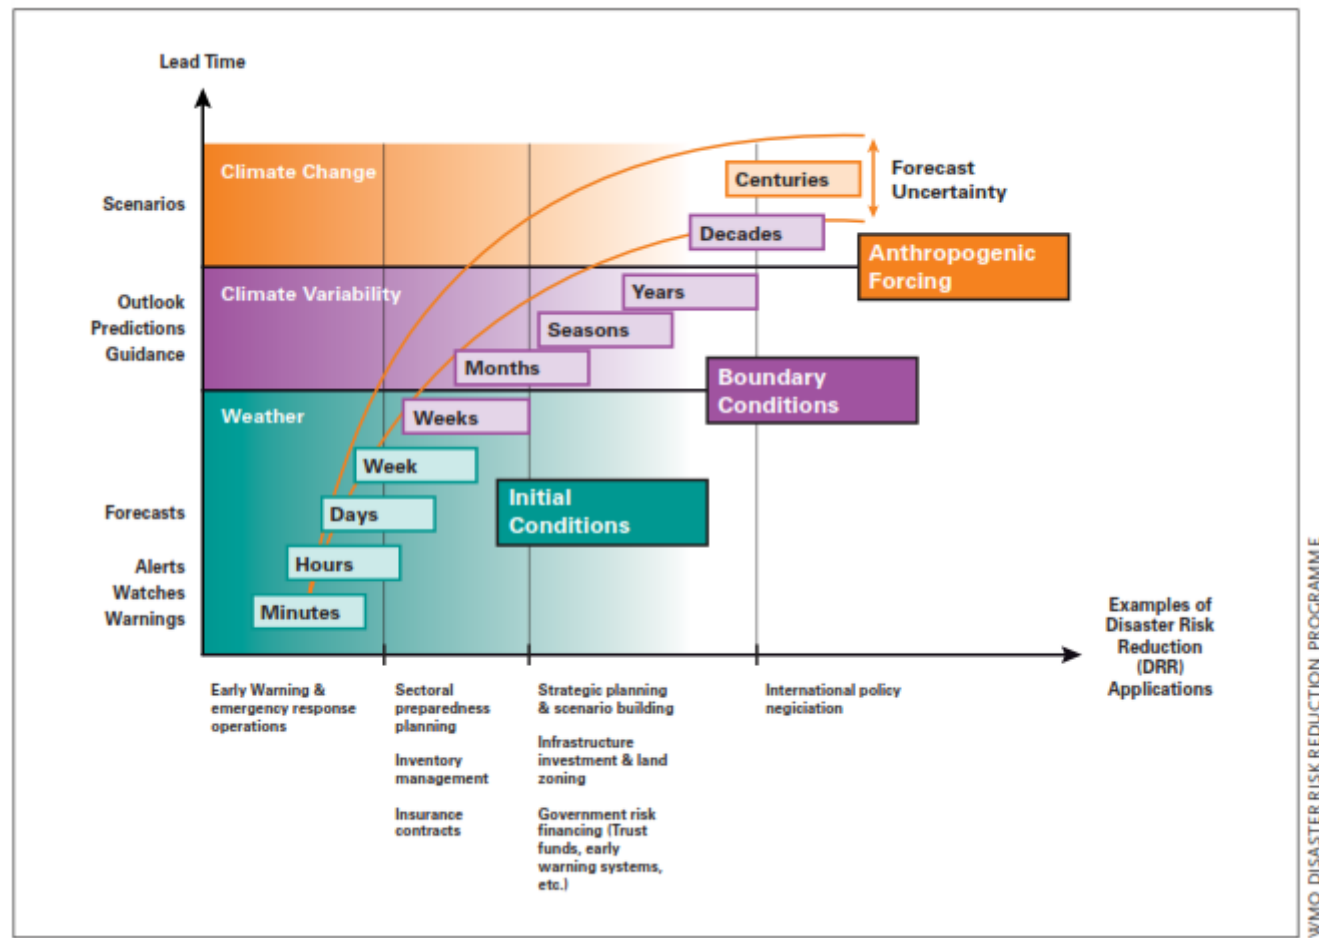 Lead Time
Climate Change
Centuries
Forecast
Uncertainty
Scenarios
Decades
Anthropogenic
Forcing
Climate Variability
Outlook
Predictions
Guidance
Years
Seasons
Months
Boundary
Conditions
Weather
Weeks
Week
Initial
Conditions
Forecasts
Days
Alerts
Watches
Warnings
Hours
Minutes
Examples of
Disaster Risk
Reduction
(DRR)
Applications
Early Warning &
emergency response
operations
Sectoral
preparedness
planning
Inventory
management
Insurance
contracts
Strategic planning
& scenario building
Infrastructure
investment & land
zoning
Government risk
financing (Trust
funds, early
warning systems,
etc.)
International policy
negiciation
WMO DISASTER RISK REDUCTION PROGRAMME